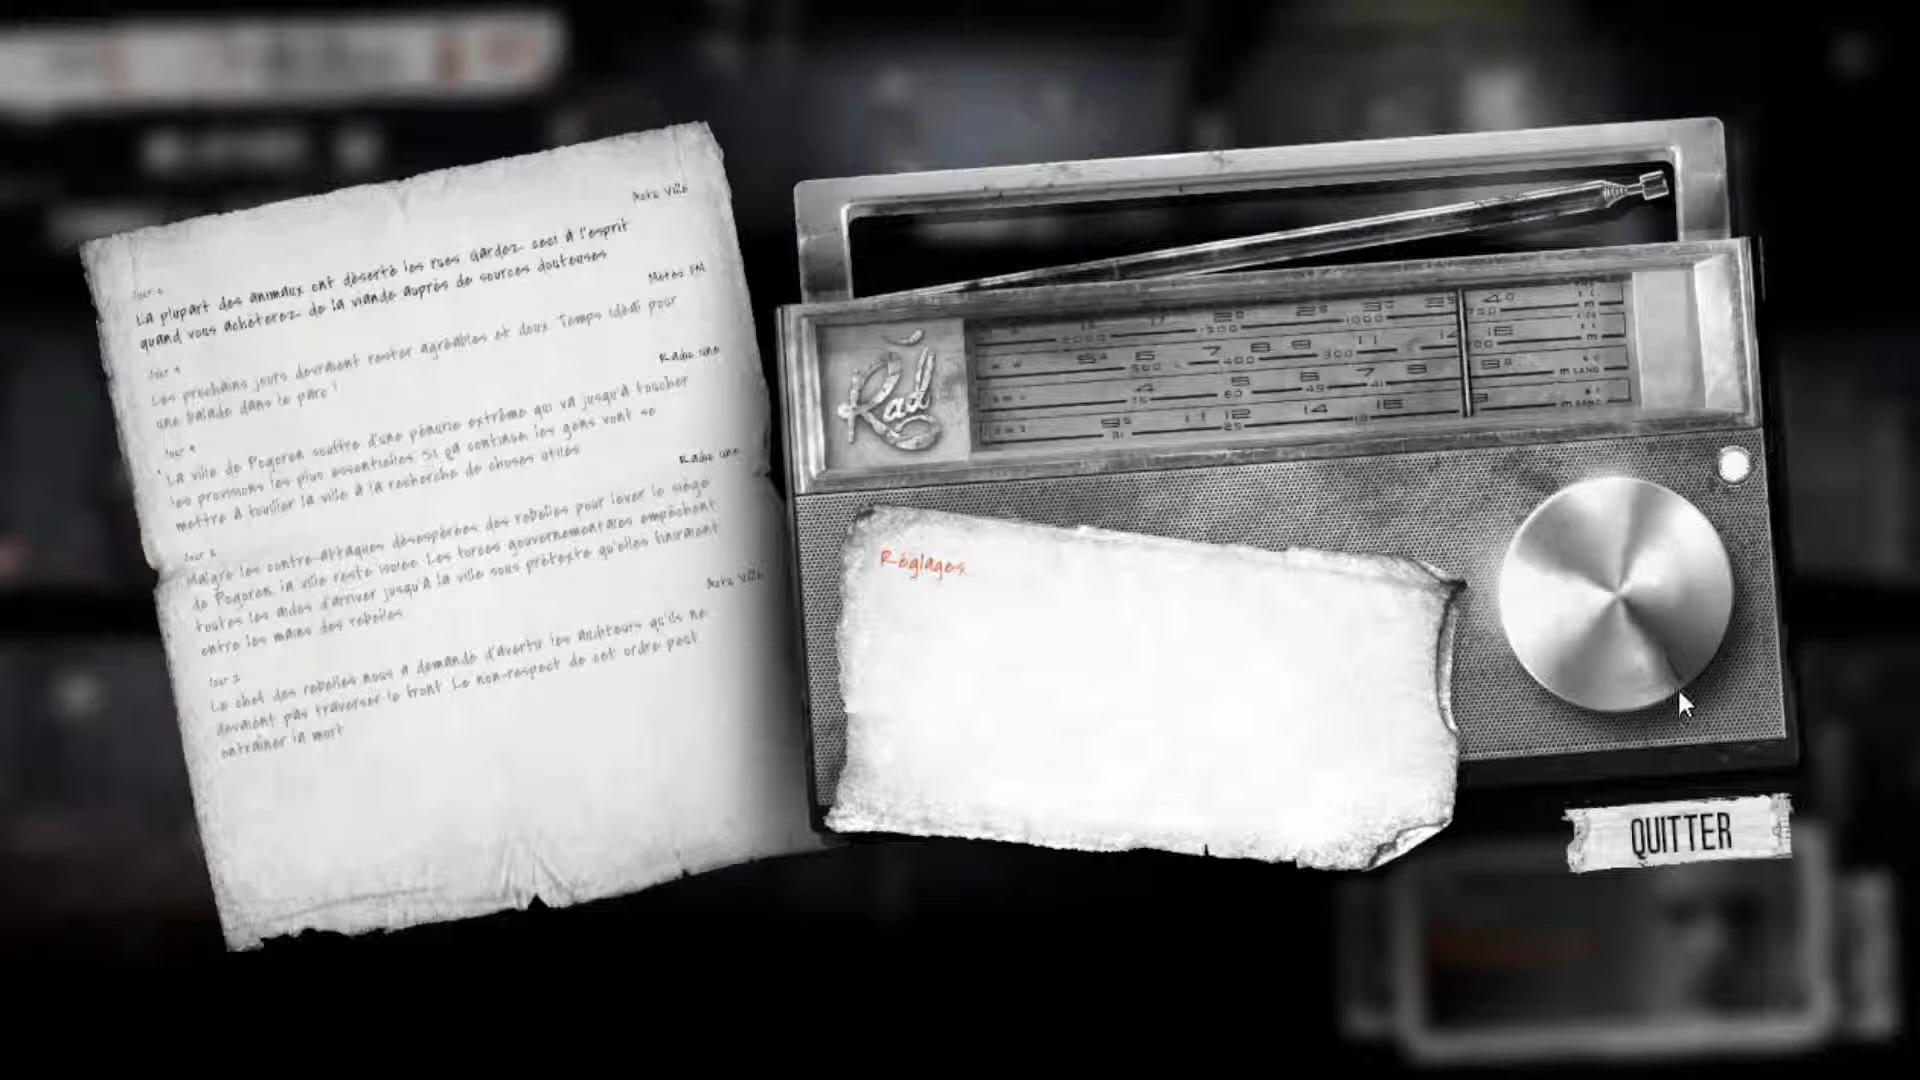 Actu Ville
Jour 6
La plupart des animaux ont déserté les rues Gardez ceci à l'esprit
quand vous achèterez de la viande auprès de sources douteuses
Météo FM
Jour 4
Les prochains jours devraient rester agréables et doux. Temps idéal pour
une balade dans le parc !
Radio une
Jour 4
La ville de Pogoren souffre d'une pénurie extrême qui va jusqu'à toucher
les provisions les plus essentielles. Si ça continue les gens vont se
mettre à fouiller la ville à la recherche de choses utiles
Radio une
Jour 2
Malgré les contre-attaques désespérées des rebelles pour lever le siège
de Pogoren, la ville reste isolée. Les forces gouvernementales empêchent
toutes les aides d'arriver jusqu'à la ville sous prétexte qu'elles finiraient
entre les mains des rebelles.
Actu Ville
Jour 2
Le chef des rebelles nous a demandé d'avertir les auditeurs qu'ils ne
devaient pas traverser le front. Le non-respect de cet ordre peut
entraîner la mort
Rad
Réglages
QUITTER